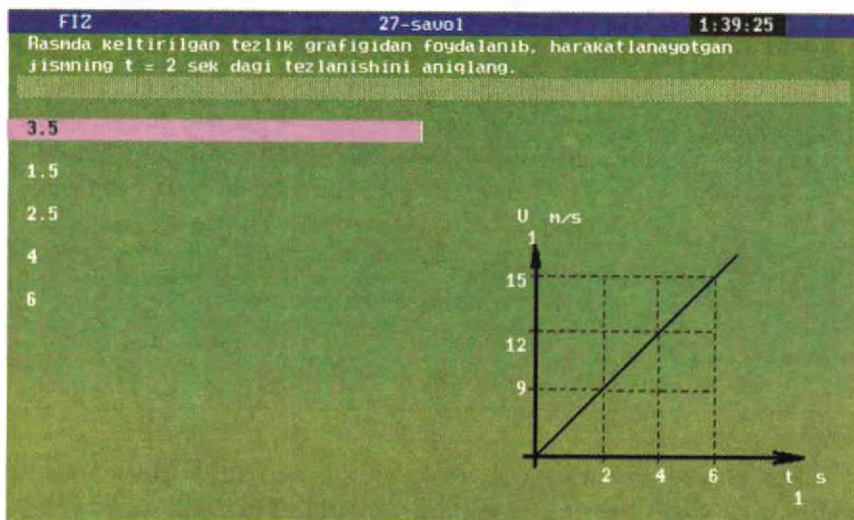 FIZ 27-savol 1:39:25
Rasmda keltirilgan tezlik grafigidan foydalanib, harakatlanayotgan
jismning t = 2 sek dagi tezlanishini aniqlang.
3.5
1.5
2.5
4
6
U m/s
1
15
12
9
2 4 6 t s
1